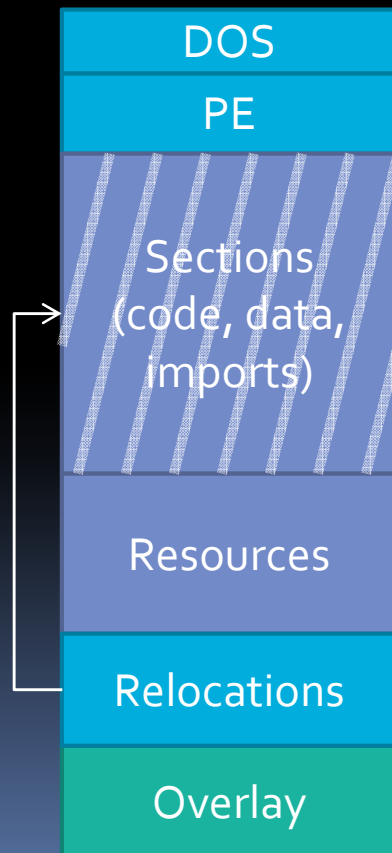 DOS
PE
Sections
(code, data,
imports)
Resources
Relocations
Overlay